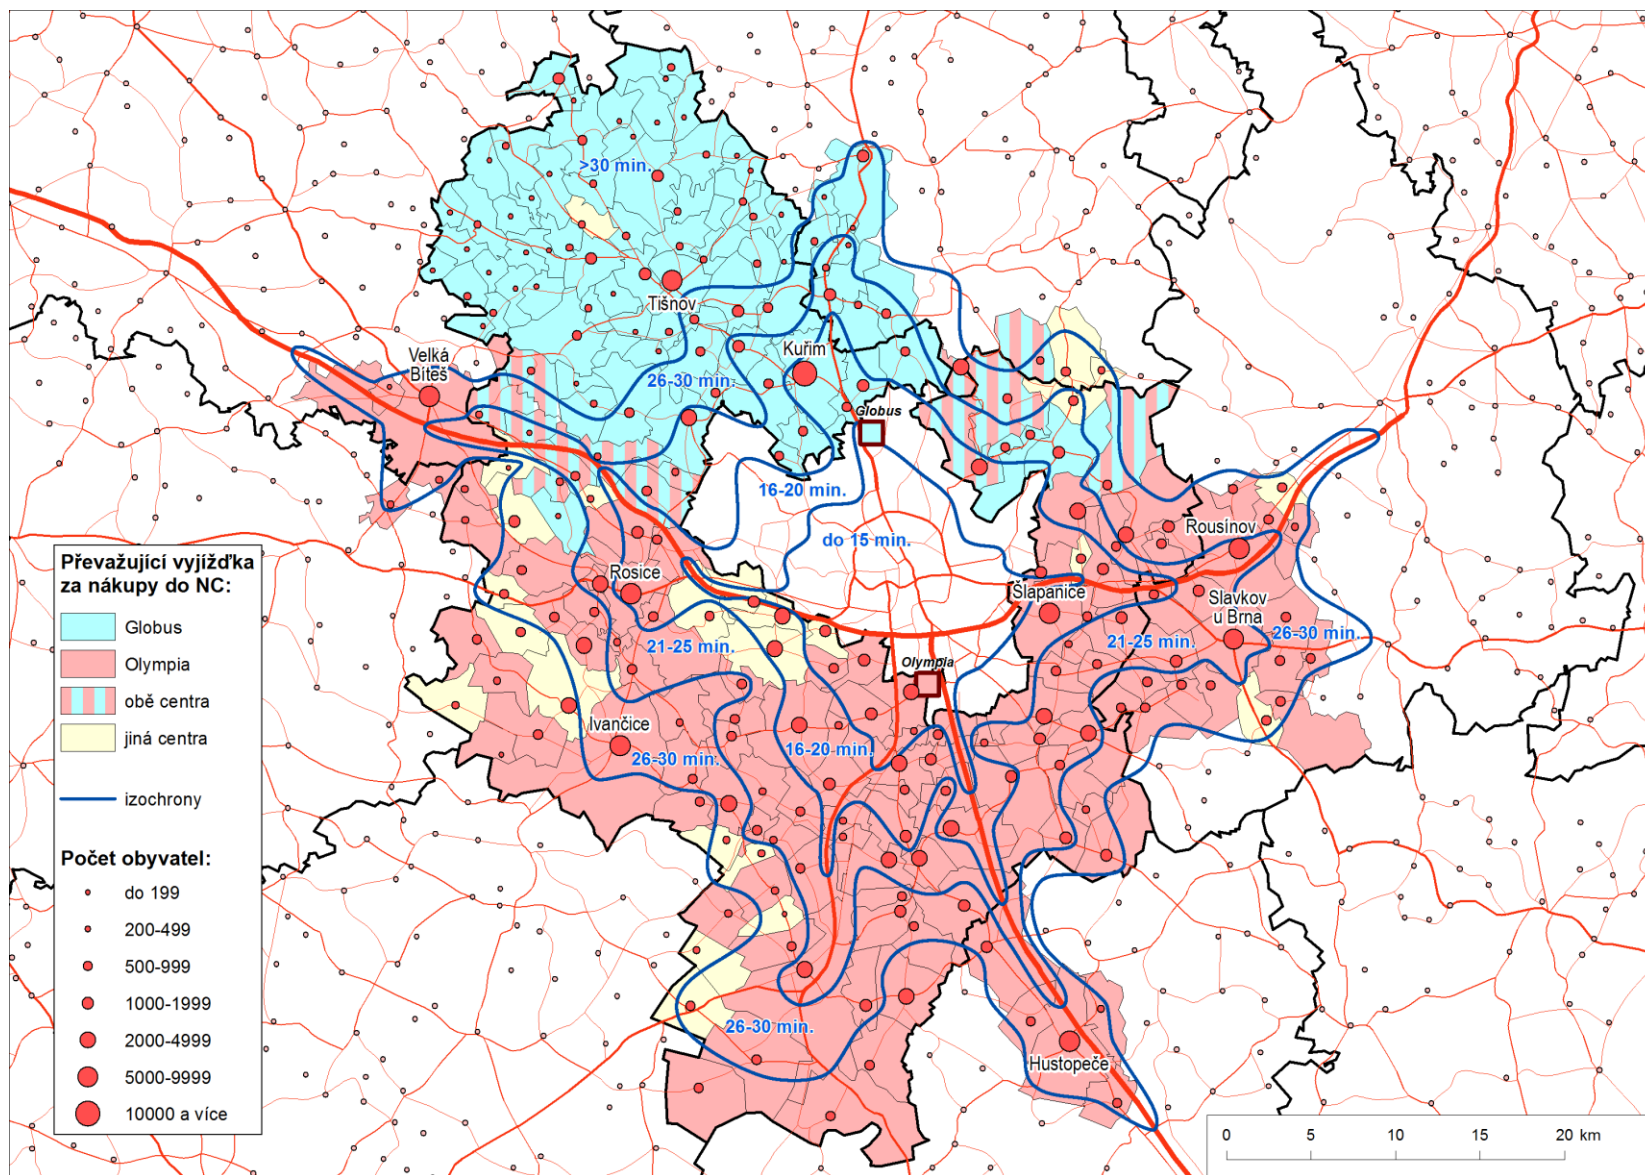 >30 min.
Tišnov
Velká
Bíteš
Kuřim
26-30 min.
Globus
16-20 min.
do 15 min.
Rousínov
Rosice
Šlapanice
Slavkov
u Brna
21-25 min.
21-25 min.
26-30 min.
Olympia
Ivančice
26-30 min.
16-20 min.
26-30 min.
Hustopeče
Převažující vyjížďka
za nákupy do NC:
Globus
Olympia
obě centra
jiná centra
izochrony
Počet obyvatel:
do 199
200-499
500-999
1000-1999
2000-4999
5000-9999
10000 a více
0 5 10 15 20 km